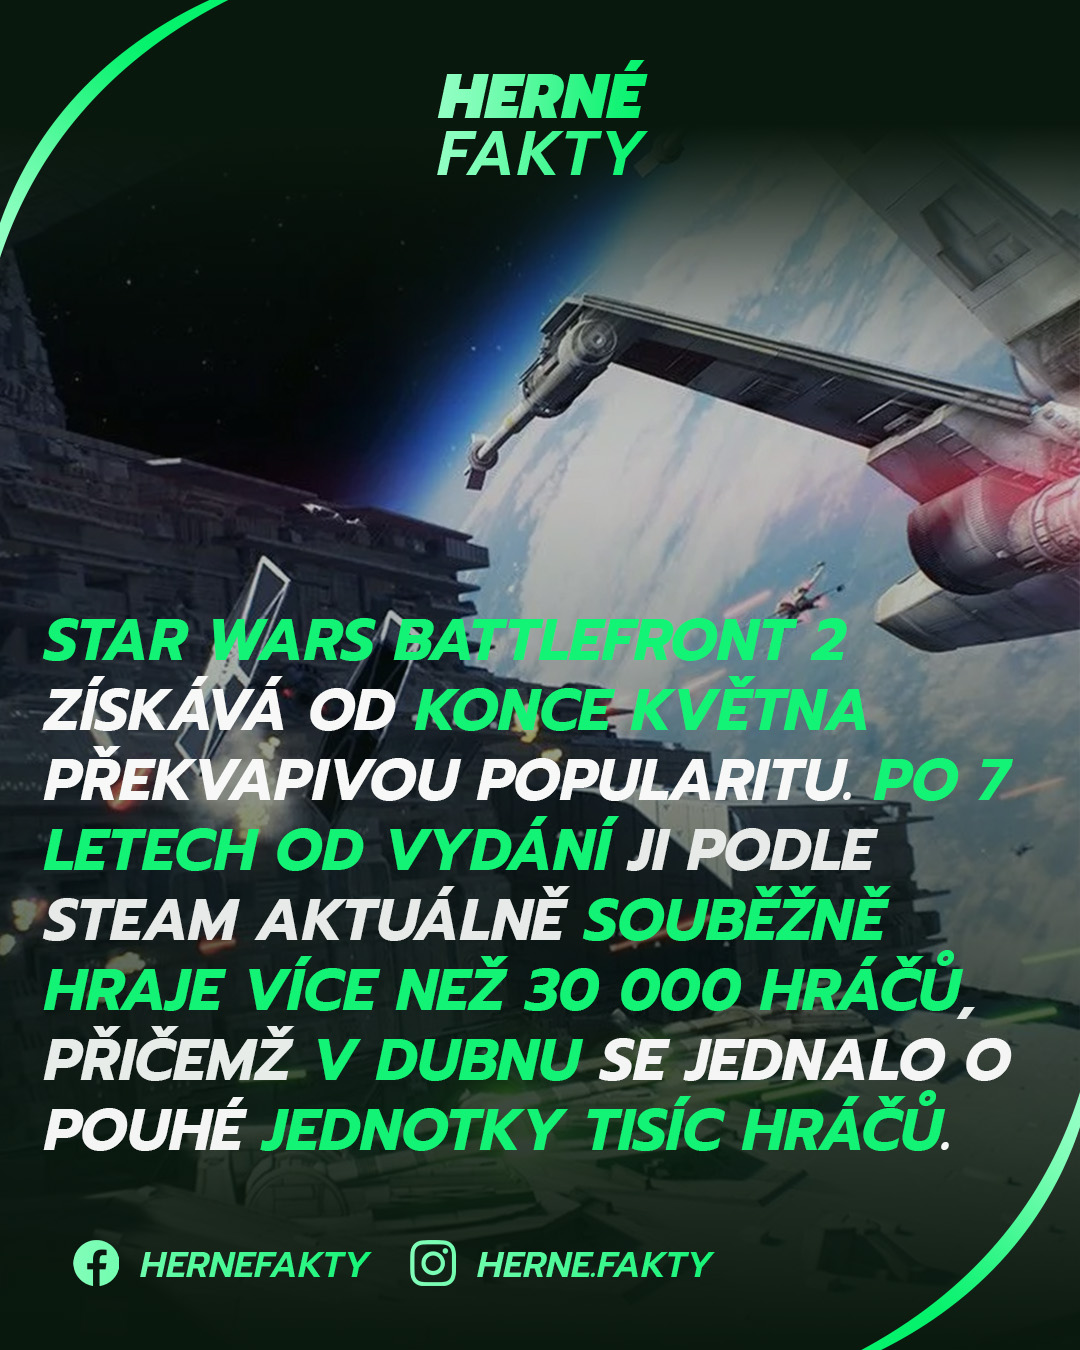 HERNÉ
FAKTY
STAR WARS BATTLEFRONT 2
ZÍSKÁVÁ OD KONCE KVĚTNA
PŘEKVAPIVOU POPULARITU. PO 7
LETECH OD VYDÁNÍ JI PODLE
STEAM AKTUÁLNĚ SOUBĚŽNĚ
HRAJE VÍCE NEŽ 30 000 HRÁČŮ,
PŘIČEMŽ V DUBNU SE JEDNALO O
POUHÉ JEDNOTKY TISÍC HRÁČŮ.
HERNEFAKTY HERNE.FAKTY